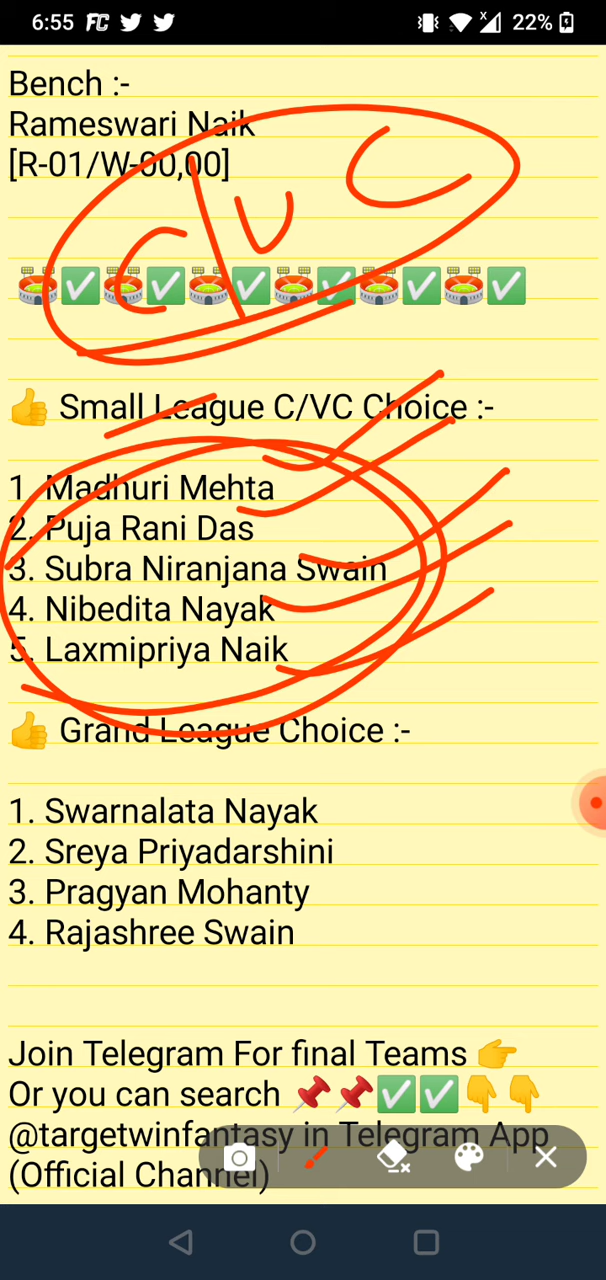 6:55 FC 22%
Bench :-
Rameswari Naik
[R-01/W-00,00]
C/VC
👍 Small League C/VC Choice :-
1. Madhuri Mehta
2. Puja Rani Das
3. Subra Niranjana Swain
4. Nibedita Nayak
5. Laxmipriya Naik
👍 Grand League Choice :-
1. Swarnalata Nayak
2. Sreya Priyadarshini
3. Pragyan Mohanty
4. Rajashree Swain
Join Telegram For final Teams 👉
Or you can search 📌📌✅✅👇👇
@targetwinfantasy in Telegram App
(Official Channel)